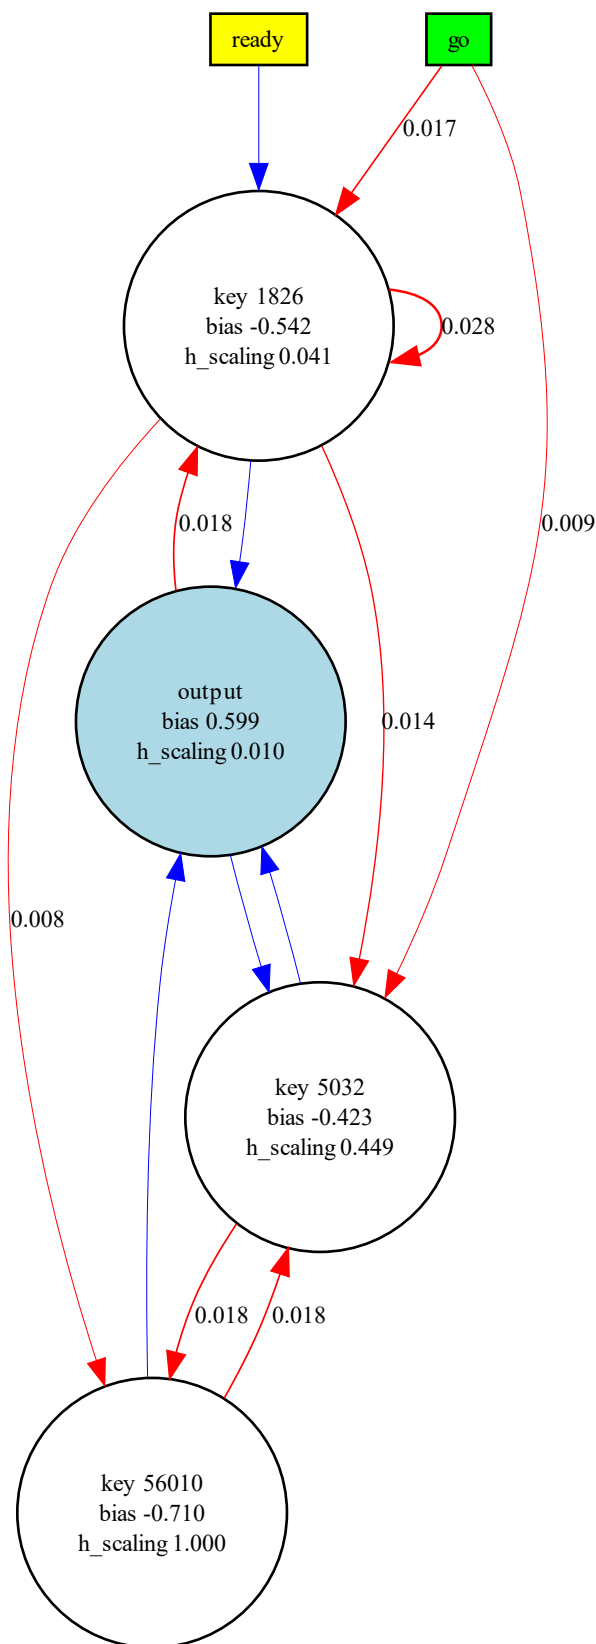 ready
go
0.017
key 1826
bias -0.542
h_scaling 0.041
0.028
0.018
0.009
output
bias 0.599
h_scaling 0.010
0.014
0.008
key 5032
bias -0.423
h_scaling 0.449
0.018
0.018
key 56010
bias -0.710
h_scaling 1.000